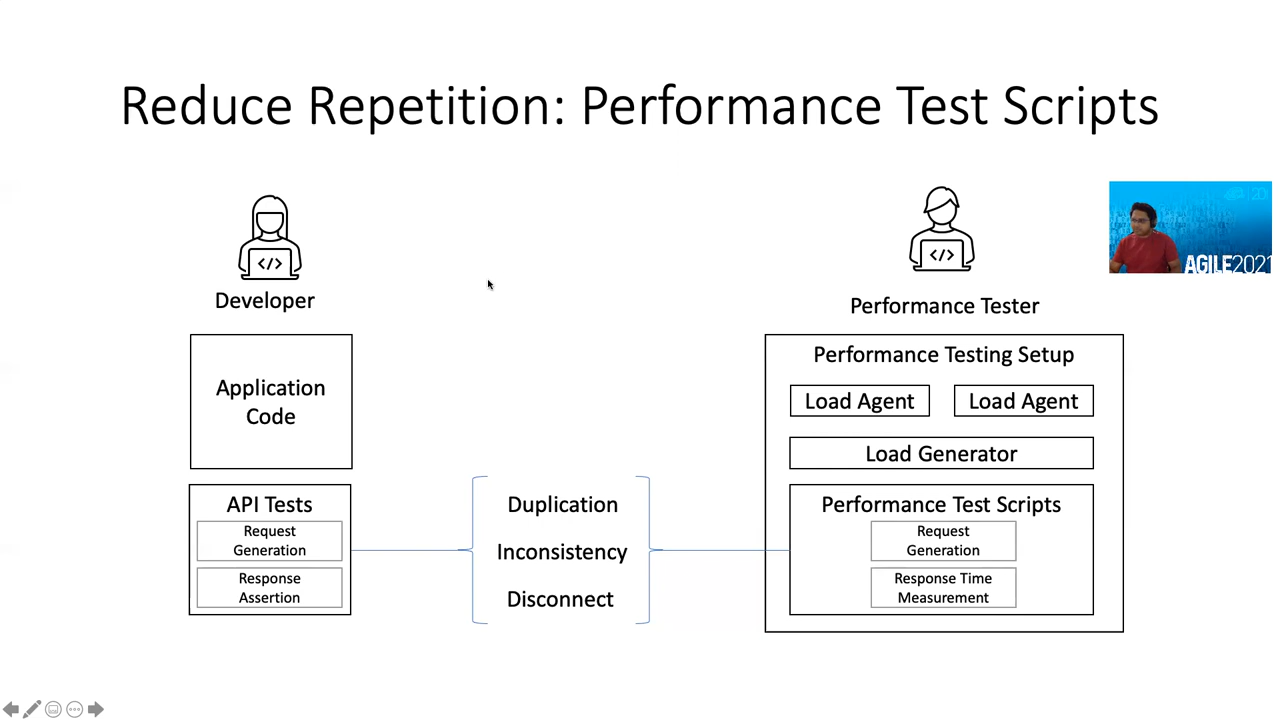 Reduce Repetition: Performance Test Scripts
</>
Developer
Application
Code
API Tests
Request
Generation
Response
Assertion
Duplication
Inconsistency
Disconnect
</>
Performance Tester
Performance Testing Setup
Load Agent
Load Agent
Load Generator
Performance Test Scripts
Request
Generation
Response Time
Measurement
AGILE2021